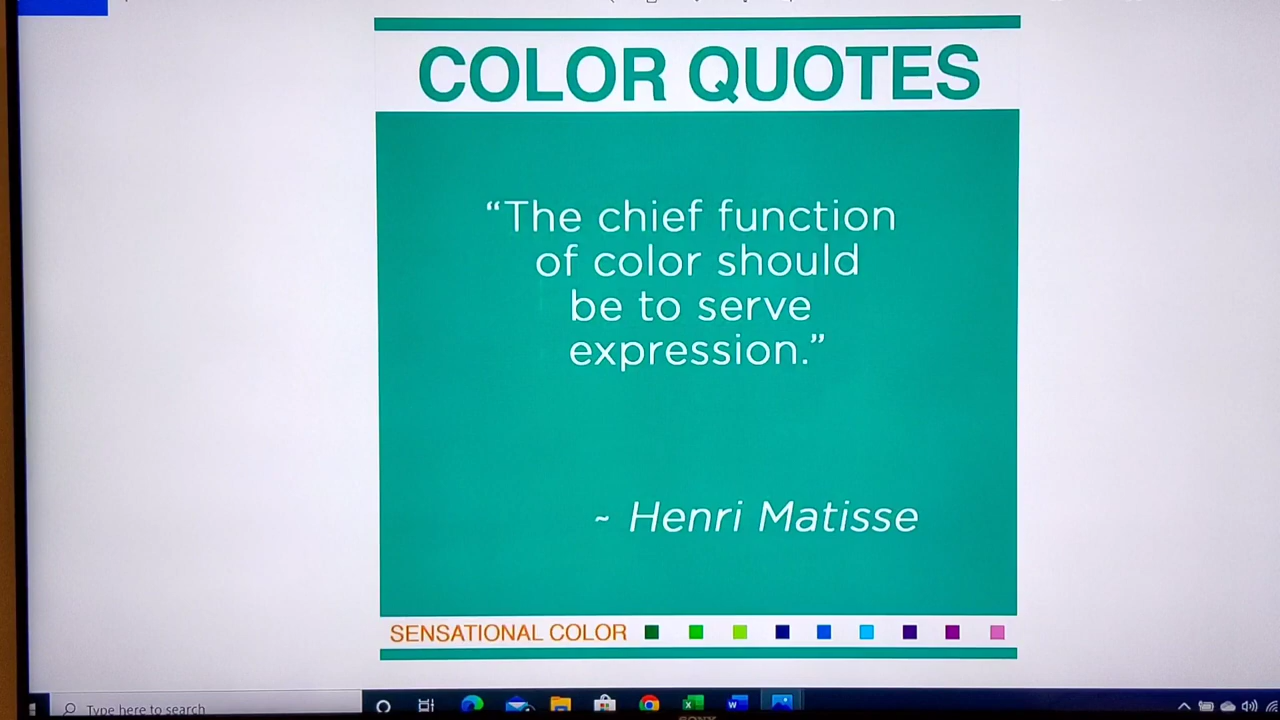 COLOR QUOTES
“The chief function
of color should
be to serve
expression.”
~ Henri Matisse
SENSATIONAL COLOR
Type here to search
SONY